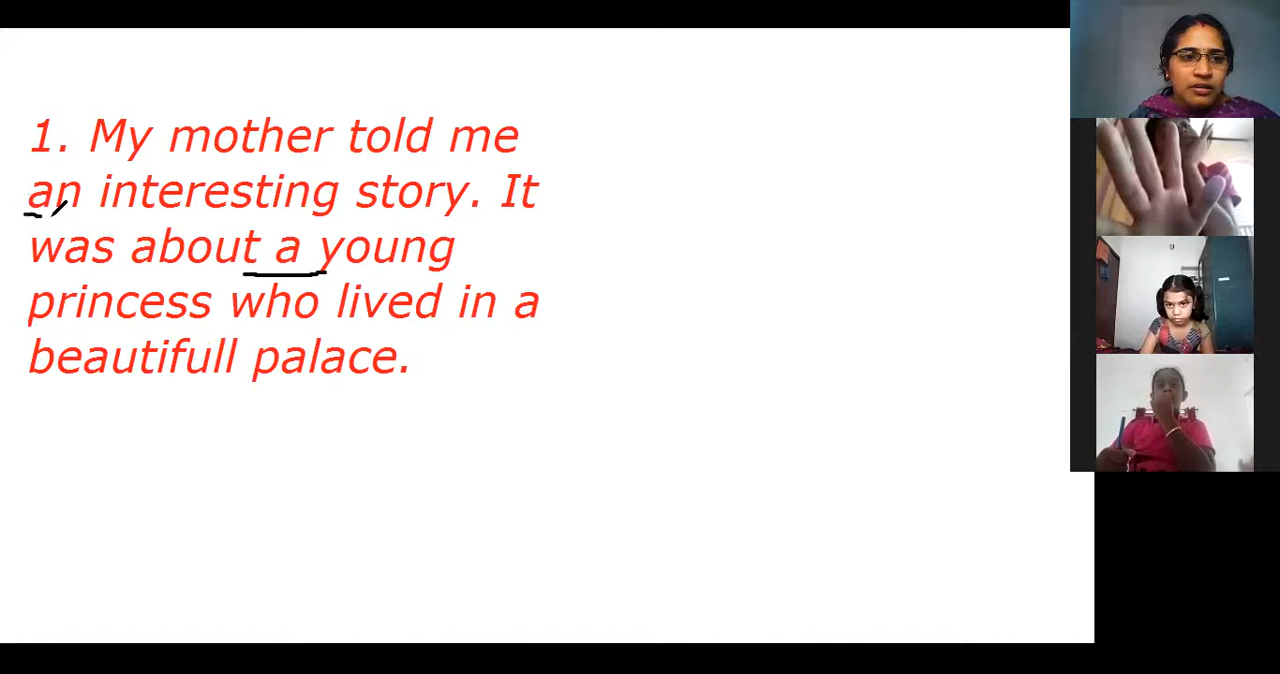 1. My mother told me
an interesting story. It
was about a young
princess who lived in a
beautifull palace.